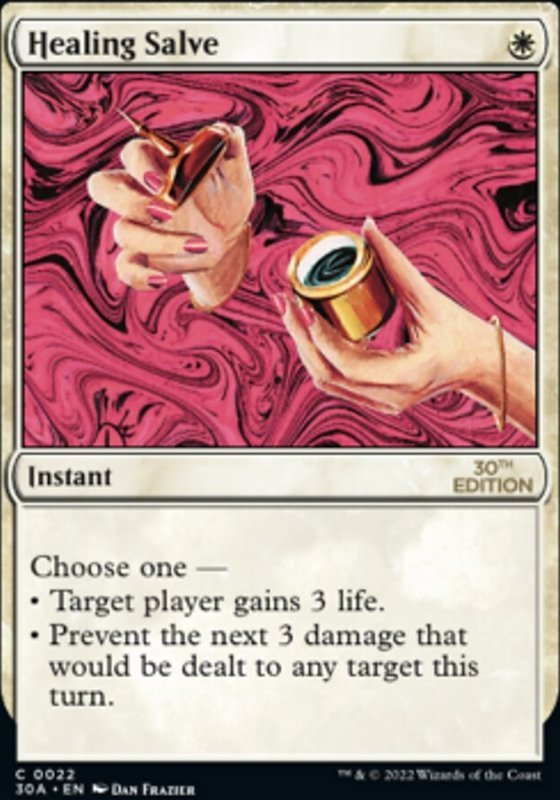 Healing Salve
Instant
30TH
EDITION
Choose one —
• Target player gains 3 life.
• Prevent the next 3 damage that
would be dealt to any target this
turn.
C 0022
30A • EN Dan Frazier
™ & © 2022 Wizards of the Coast